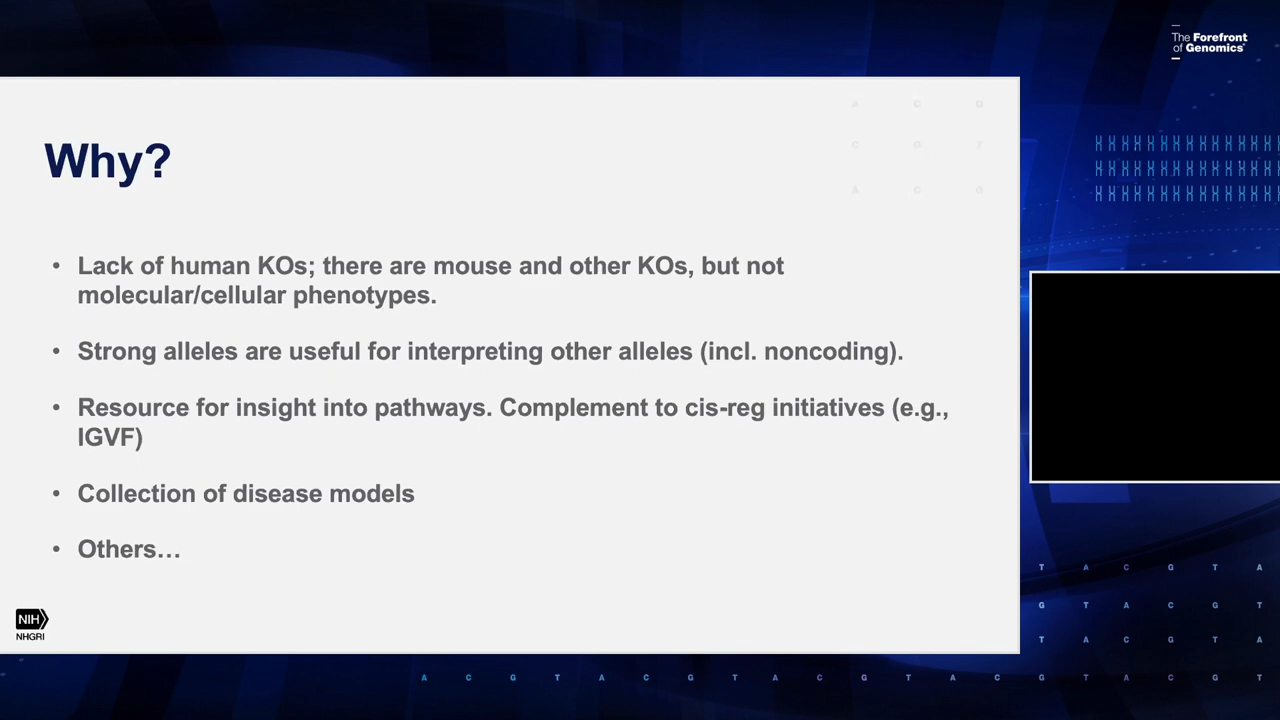 The Forefront
of Genomics®
A C G
C G T
A C G
Why?
• Lack of human KOs; there are mouse and other KOs, but not
molecular/cellular phenotypes.
• Strong alleles are useful for interpreting other alleles (incl. noncoding).
• Resource for insight into pathways. Complement to cis-reg initiatives (e.g.,
IGVF)
• Collection of disease models
• Others…
NIH
NHGRI
T A C G T A
G T A C G T
T A C G T A
A C G T A C G T A C G T A C G T A C G T